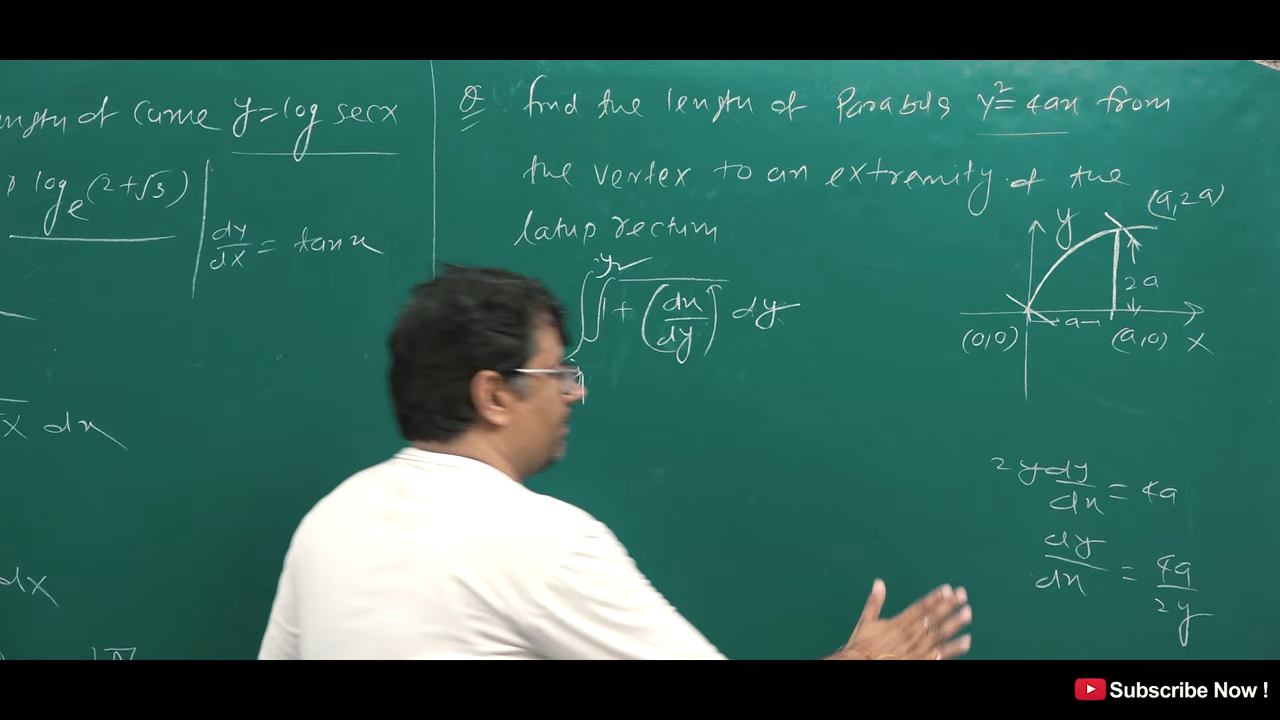 ength of Curve y=log secx
log_e(2+√3)
dy/dx = tan x
dx
dx
Q find the length of Parabola y²=4ax from
the vertex to an extremity of the
latup rectum
∫ √(1+(dx/dy)²) dy
y
(a,2a)
2a
(0,0)
a
(a,0) X
2y dy/dx = 4a
dy/dx = 4a/2y
Subscribe Now !